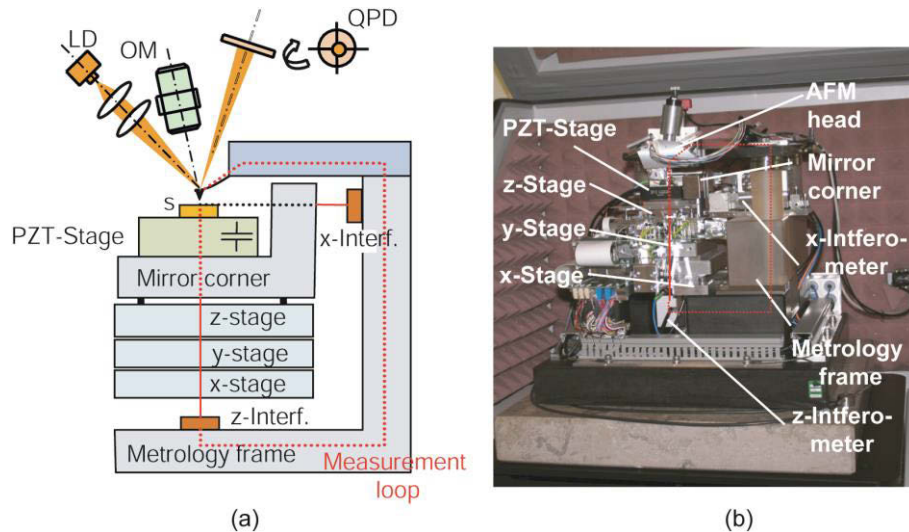 LD
OM
QPD
s
PZT-Stage
x-Interf.
Mirror corner
z-stage
y-stage
x-stage
z-Interf.
Metrology frame
Measurement
loop
(a)
AFM
head
PZT-Stage
Mirror
corner
z-Stage
y-Stage
x-Intfero-
meter
x-Stage
Metrology
frame
z-Intfero-
meter
(b)